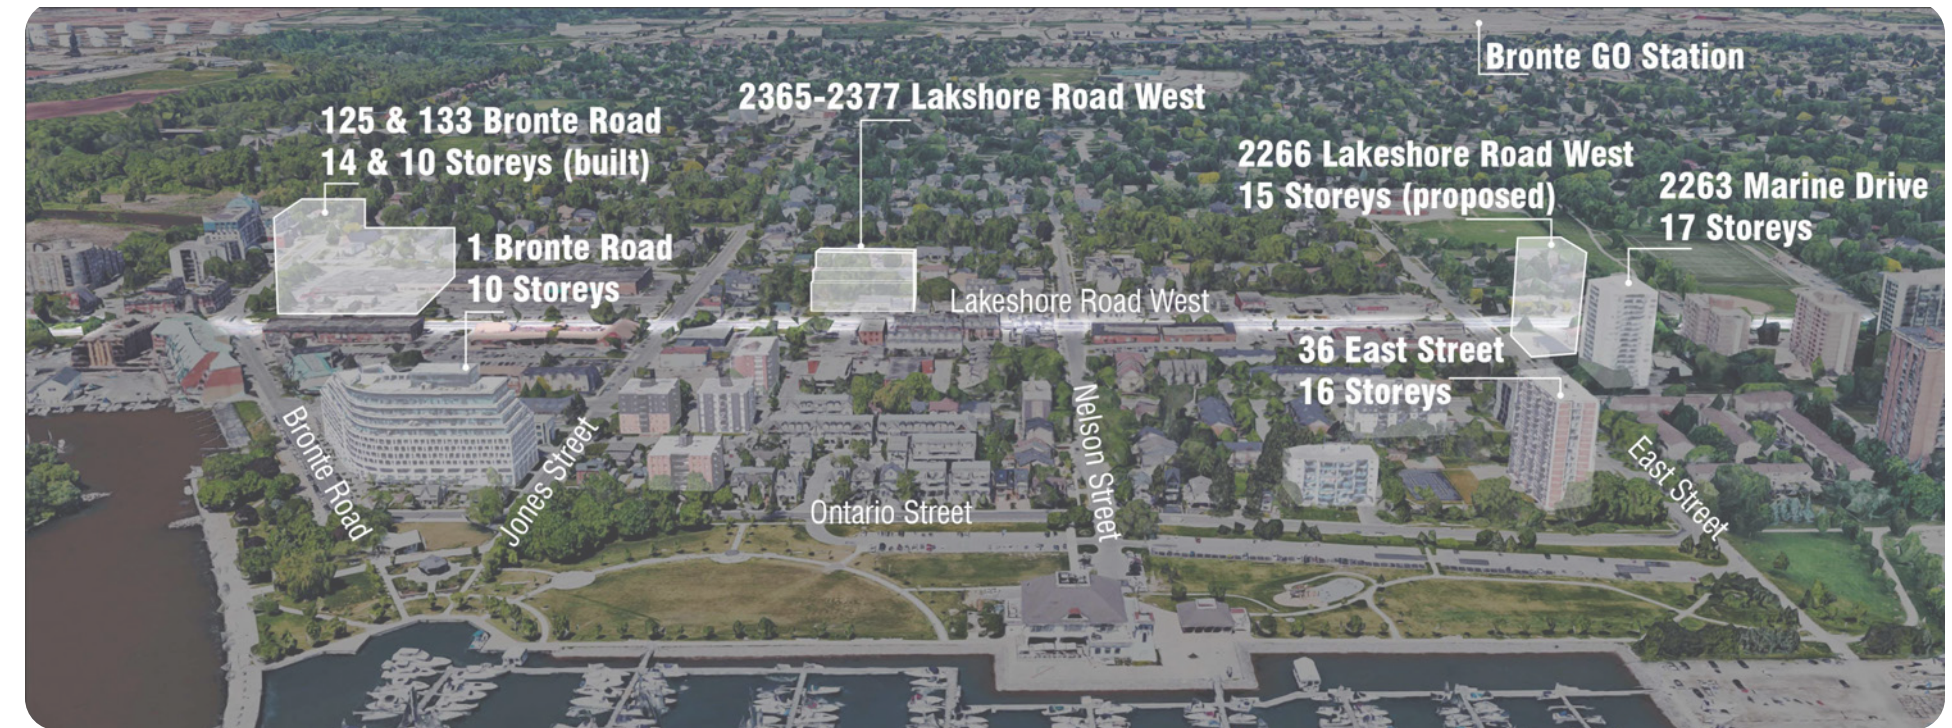 Bronte GO Station
2365-2377 Lakshore Road West
125 & 133 Bronte Road
14 & 10 Storeys (built)
2266 Lakeshore Road West
15 Storeys (proposed)
2263 Marine Drive
17 Storeys
1 Bronte Road
10 Storeys
Lakeshore Road West
36 East Street
16 Storeys
Bronte Road
Jones Street
Ontario Street
Nelson Street
East Street